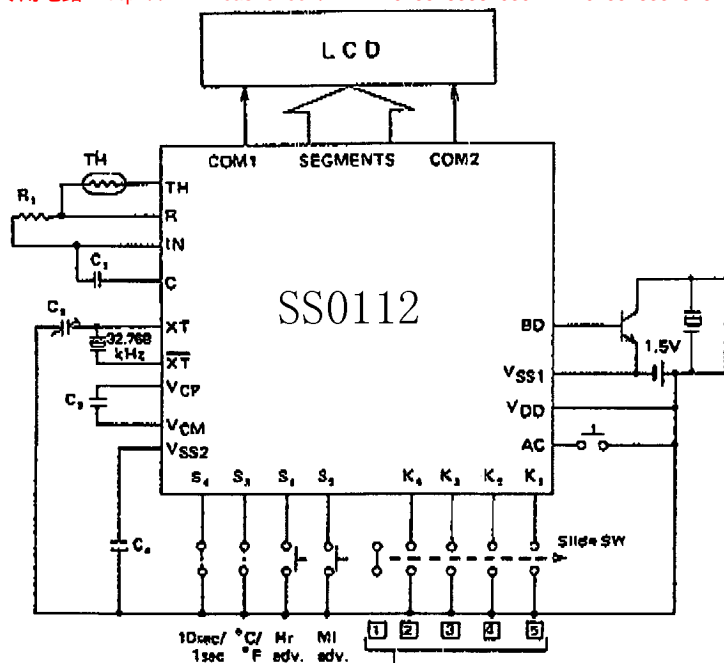 LCD
COM1 SEGMENTS COM2
TH
TH
R₁
R
IN
C₁
C
SS0112
XT
32.768
kHz
XT
BD
1.5V
VSS1
VCP
VDD
VCM
AC
VSS2
S₄ S₃ S₁ S₂ K₄ K₃ K₂ K₁
Slide SW
C₄
10sec/ °C/ Hr MI
1sec °F adv. adv.
1 2 3 4 5